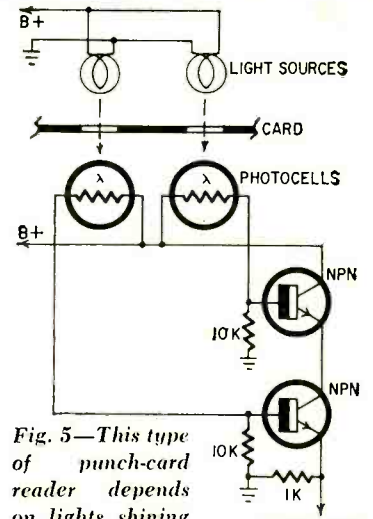 B+
LIGHT SOURCES
CARD
λ
λ
PHOTOCELLS
B+
NPN
10K
NPN
10K
1K
Fig. 5—This type
of punch-card
reader depends
on lights shining